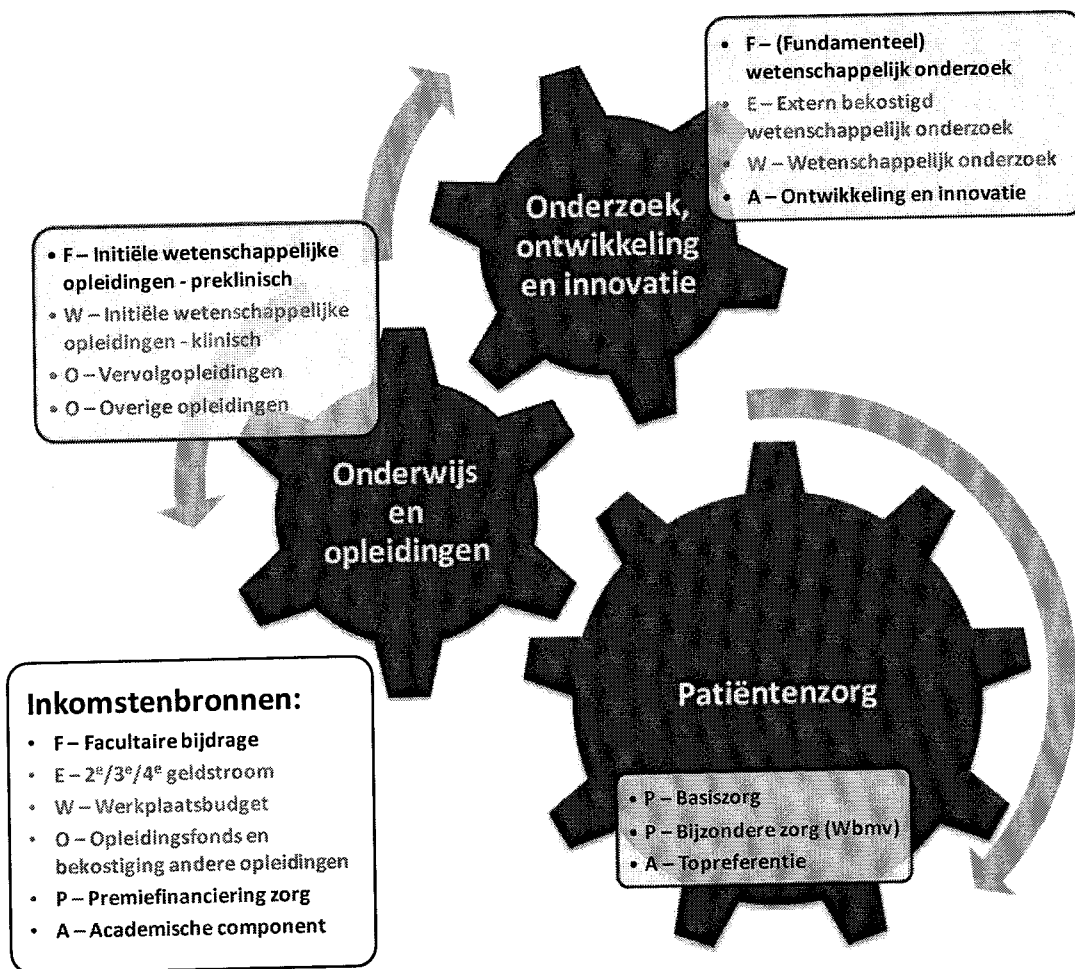 • F – (Fundamenteel)
wetenschappelijk onderzoek
• E – Extern bekostigd
wetenschappelijk onderzoek
• W – Wetenschappelijk onderzoek
• A – Ontwikkeling en innovatie
Onderzoek,
ontwikkeling
en innovatie
• F – Initiële wetenschappelijke
opleidingen - preklinisch
• W – Initiële wetenschappelijke
opleidingen - klinisch
• O – Vervolgopleidingen
• O – Overige opleidingen
Onderwijs
en
opleidingen
Patiëntenzorg
• P – Basiszorg
• P – Bijzondere zorg (Wbmv)
• A – Topreferentie
Inkomstenbronnen:
• F – Facultaire bijdrage
• E – 2ᵉ/3ᵉ/4ᵉ geldstroom
• W – Werkplaatsbudget
• O – Opleidingsfonds en
bekostiging andere opleidingen
• P – Premiefinanciering zorg
• A – Academische component